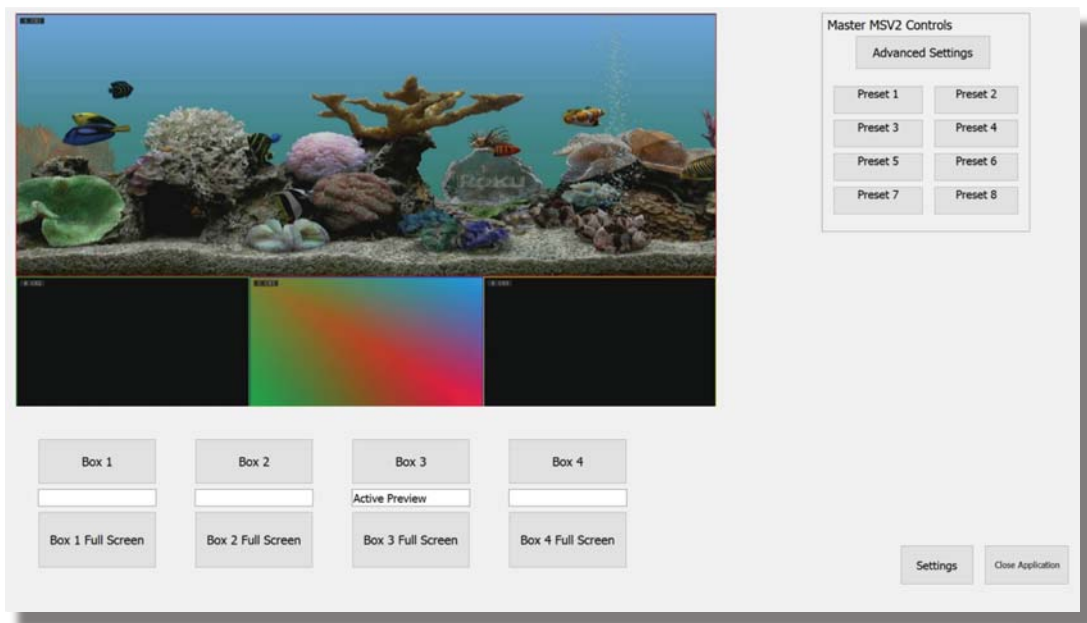 Master MSV2 Controls
Advanced Settings
Preset 1
Preset 2
Preset 3
Preset 4
Preset 5
Preset 6
Preset 7
Preset 8
ROKU
Box 1
Box 2
Box 3
Box 4
Active Preview
Box 1 Full Screen
Box 2 Full Screen
Box 3 Full Screen
Box 4 Full Screen
Settings
Close Application